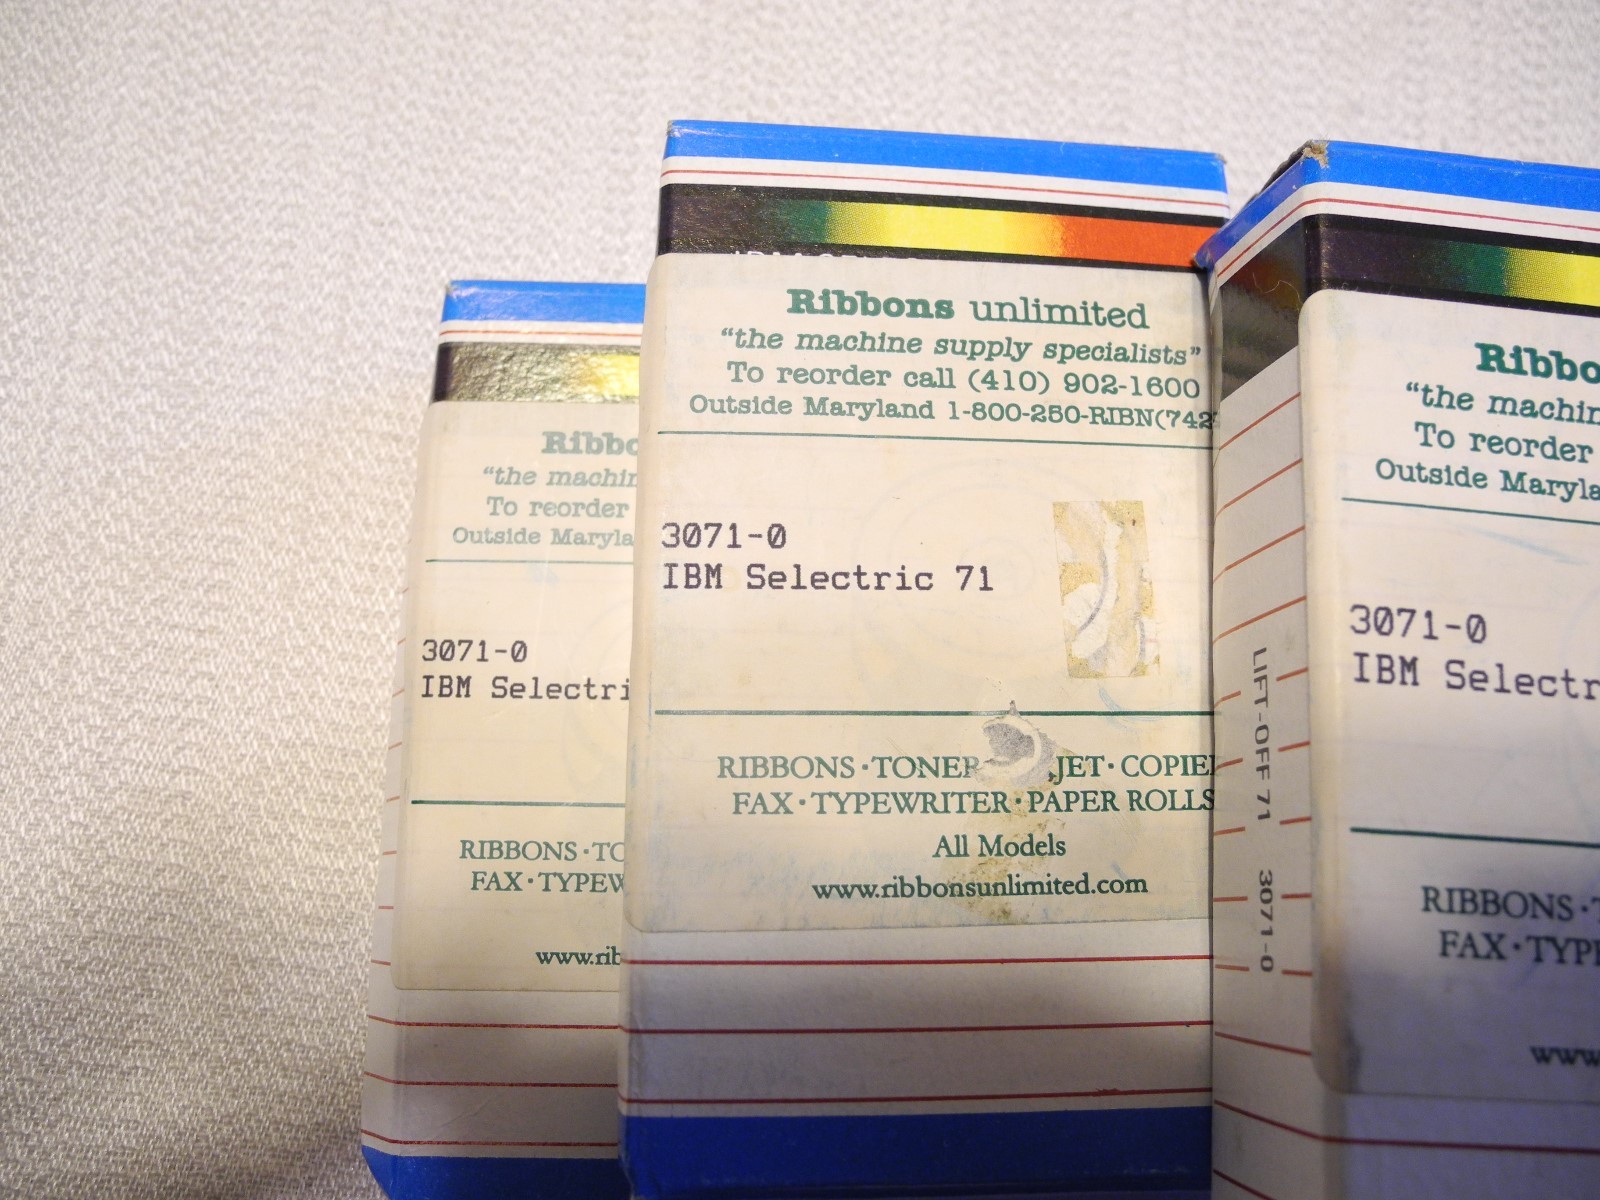 Ribbo
"the machin
To reorder
Outside Maryla
3071-0
IBM Selectri
RIBBONS · TO
FAX · TYPEW
www.rib
Ribbons unlimited
"the machine supply specialists"
To reorder call (410) 902-1600
Outside Maryland 1-800-250-RIBN(742
3071-0
IBM Selectric 71
RIBBONS · TONER JET · COPIE
FAX · TYPEWRITER · PAPER ROLLS
All Models
www.ribbonsunlimited.com
LIFT-OFF 71 3071-0
Ribbo
"the machin
To reorder
Outside Maryla
3071-0
IBM Selectr
RIBBONS ·
FAX · TYP
www